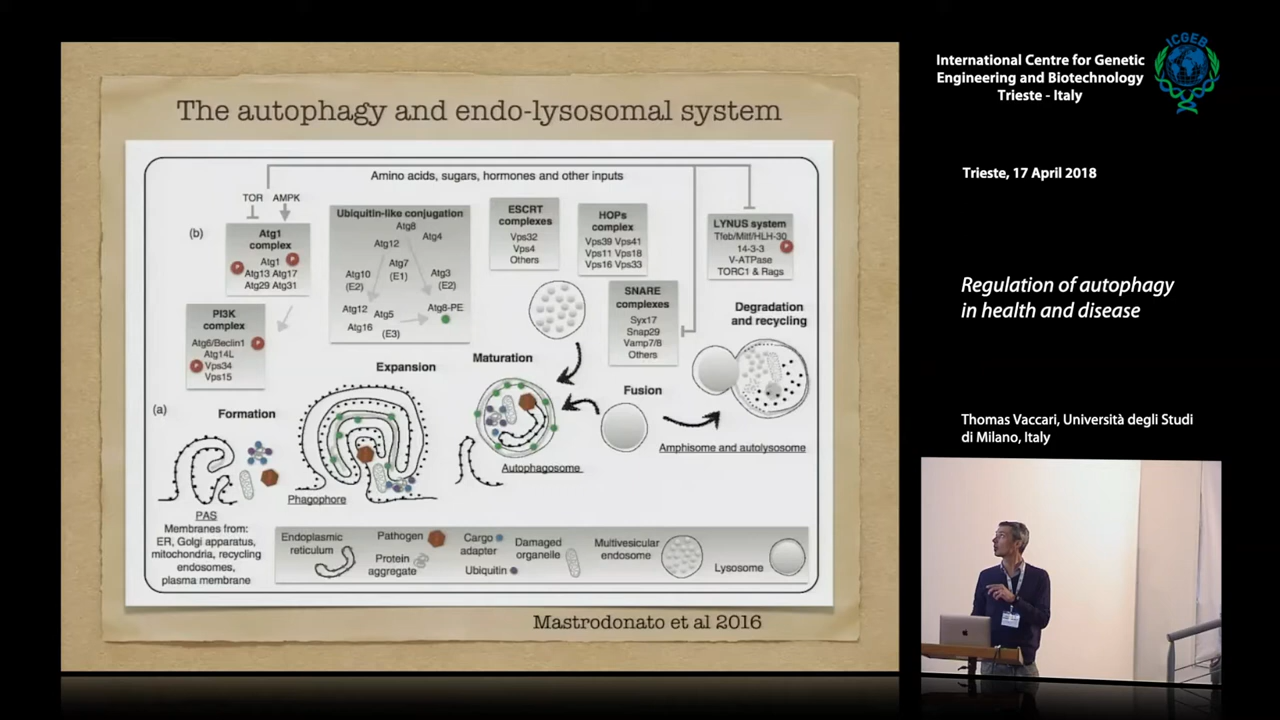 The autophagy and endo-lysosomal system
Amino acids, sugars, hormones and other inputs
TOR AMPK
(b)
Atg1
complex
Atg1 P
P Atg13 Atg17
Atg29 Atg31
PI3K
complex
Atg6/Beclin1 P
Atg14L
P Vps34
Vps15
Ubiquitin-like conjugation
Atg8
Atg12 Atg4
Atg7
(E1)
Atg10
(E2)
Atg3
(E2)
Atg12 Atg5 Atg8-PE
Atg16 (E3)
ESCRT
complexes
Vps32
Vps4
Others
HOPs
complex
Vps39 Vps41
Vps11 Vps18
Vps16 Vps33
SNARE
complexes
Syx17
Snap29
Vamp7/8
Others
LYNUS system
Tfeb/Mitf/HLH-30
14-3-3 P
V-ATPase
TORC1 & Rags
Degradation
and recycling
(a)
Formation
Expansion
Maturation
Fusion
PAS
Membranes from:
ER, Golgi apparatus,
mitochondria, recycling
endosomes,
plasma membrane
Phagophore
Autophagosome
Amphisome and autolysosome
Endoplasmic
reticulum
Pathogen
Protein
aggregate
Cargo
adapter
Ubiquitin
Damaged
organelle
Multivesicular
endosome
Lysosome
Mastrodonato et al 2016
International Centre for Genetic
Engineering and Biotechnology
Trieste - Italy
ICGEB
Trieste, 17 April 2018
Regulation of autophagy
in health and disease
Thomas Vaccari, Università degli Studi
di Milano, Italy